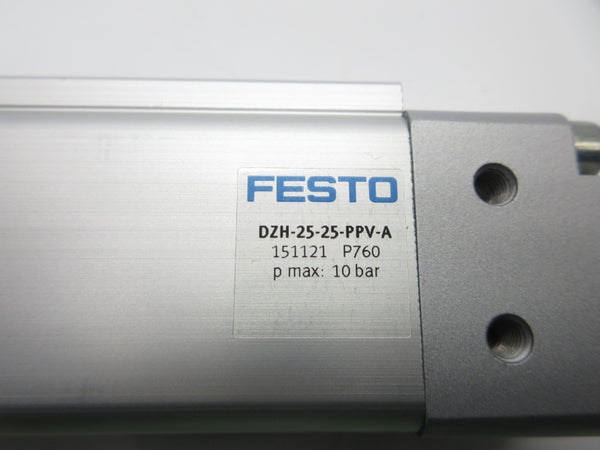 FESTO
DZH-25-25-PPV-A
151121 P760
p max: 10 bar